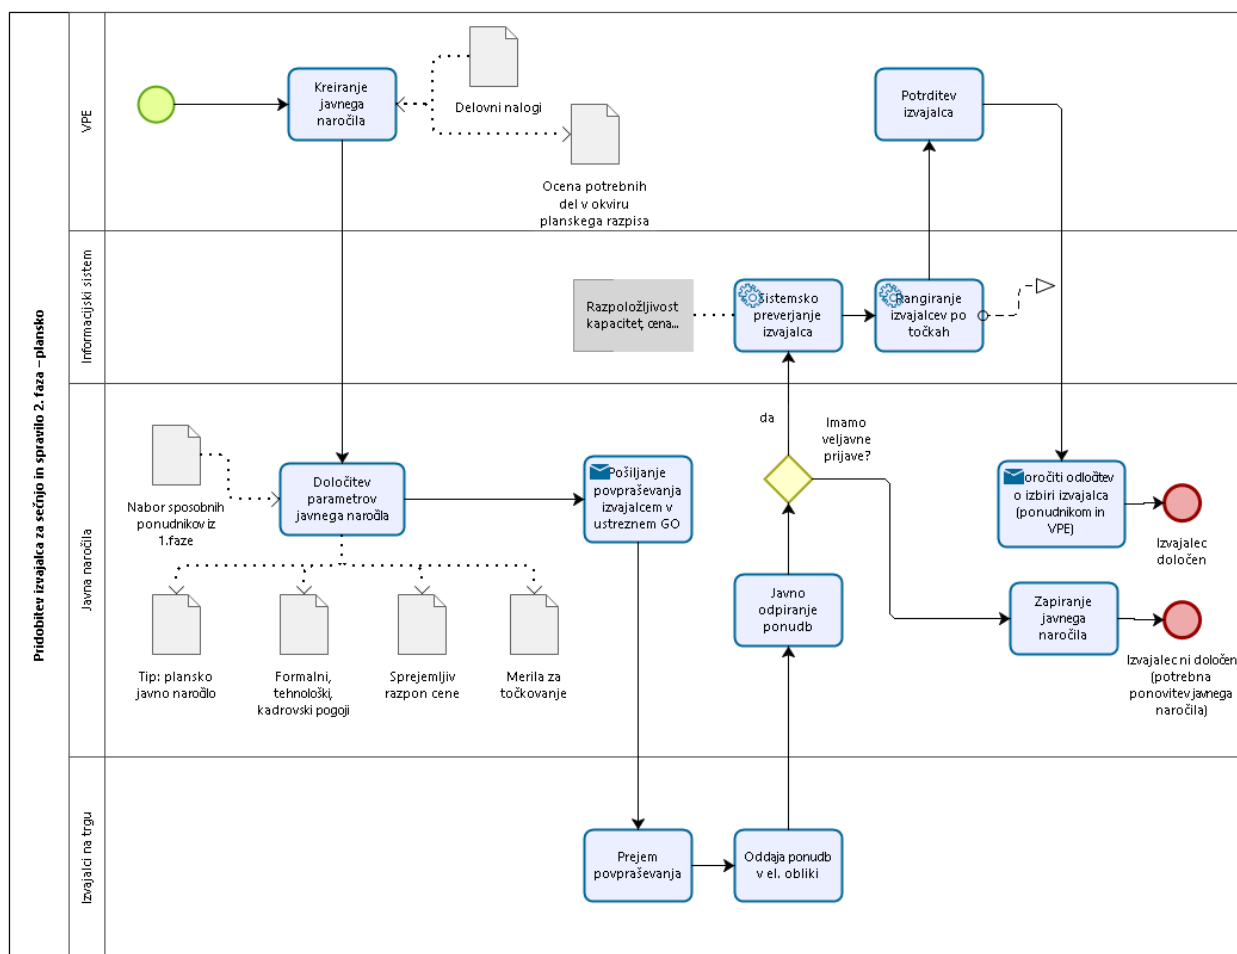 Pridobitev izvajalca za sečnjo in spravilo 2. faza – plansko
VPE
Kreiranje
javnega
naročila
Delovni nalogi
Ocena potrebnih
del v okviru
planskega razpisa
Potrditev
izvajalca
Informacijski sistem
Razpoložljivost
kapacitet, cena...
Sistemsko
preverjanje
izvajalca
Rangiranje
izvajalcev po
točkah
Javna naročila
Nabor sposobnih
ponudnikov iz
1.faze
Določitev
parametrov
javnega naročila
Tip: plansko
javno naročilo
Formalni,
tehnološki,
kadrovski pogoji
Sprejemljiv
razpon cene
Merila za
točkovanje
Pošiljanje
povpraševanja
izvajalcem v
ustreznem GO
da
Imamo
veljavne
prijave?
Javno
odpiranje
ponudb
oročiti odločitev
o izbiri izvajalca
(ponudnikom in
VPE)
Izvajalec
določen
Zapiranje
javnega
naročila
Izvajalec ni določen
(potrebna
ponovitev javnega
naročila)
Izvajalci na trgu
Prejem
povpraševanja
Oddaja ponudb
v el. obliki